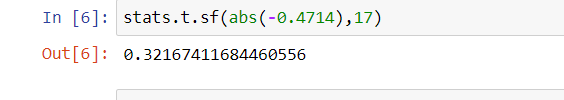 In [6]: stats.t.sf(abs(-0.4714),17)
Out[6]: 0.32167411684460556